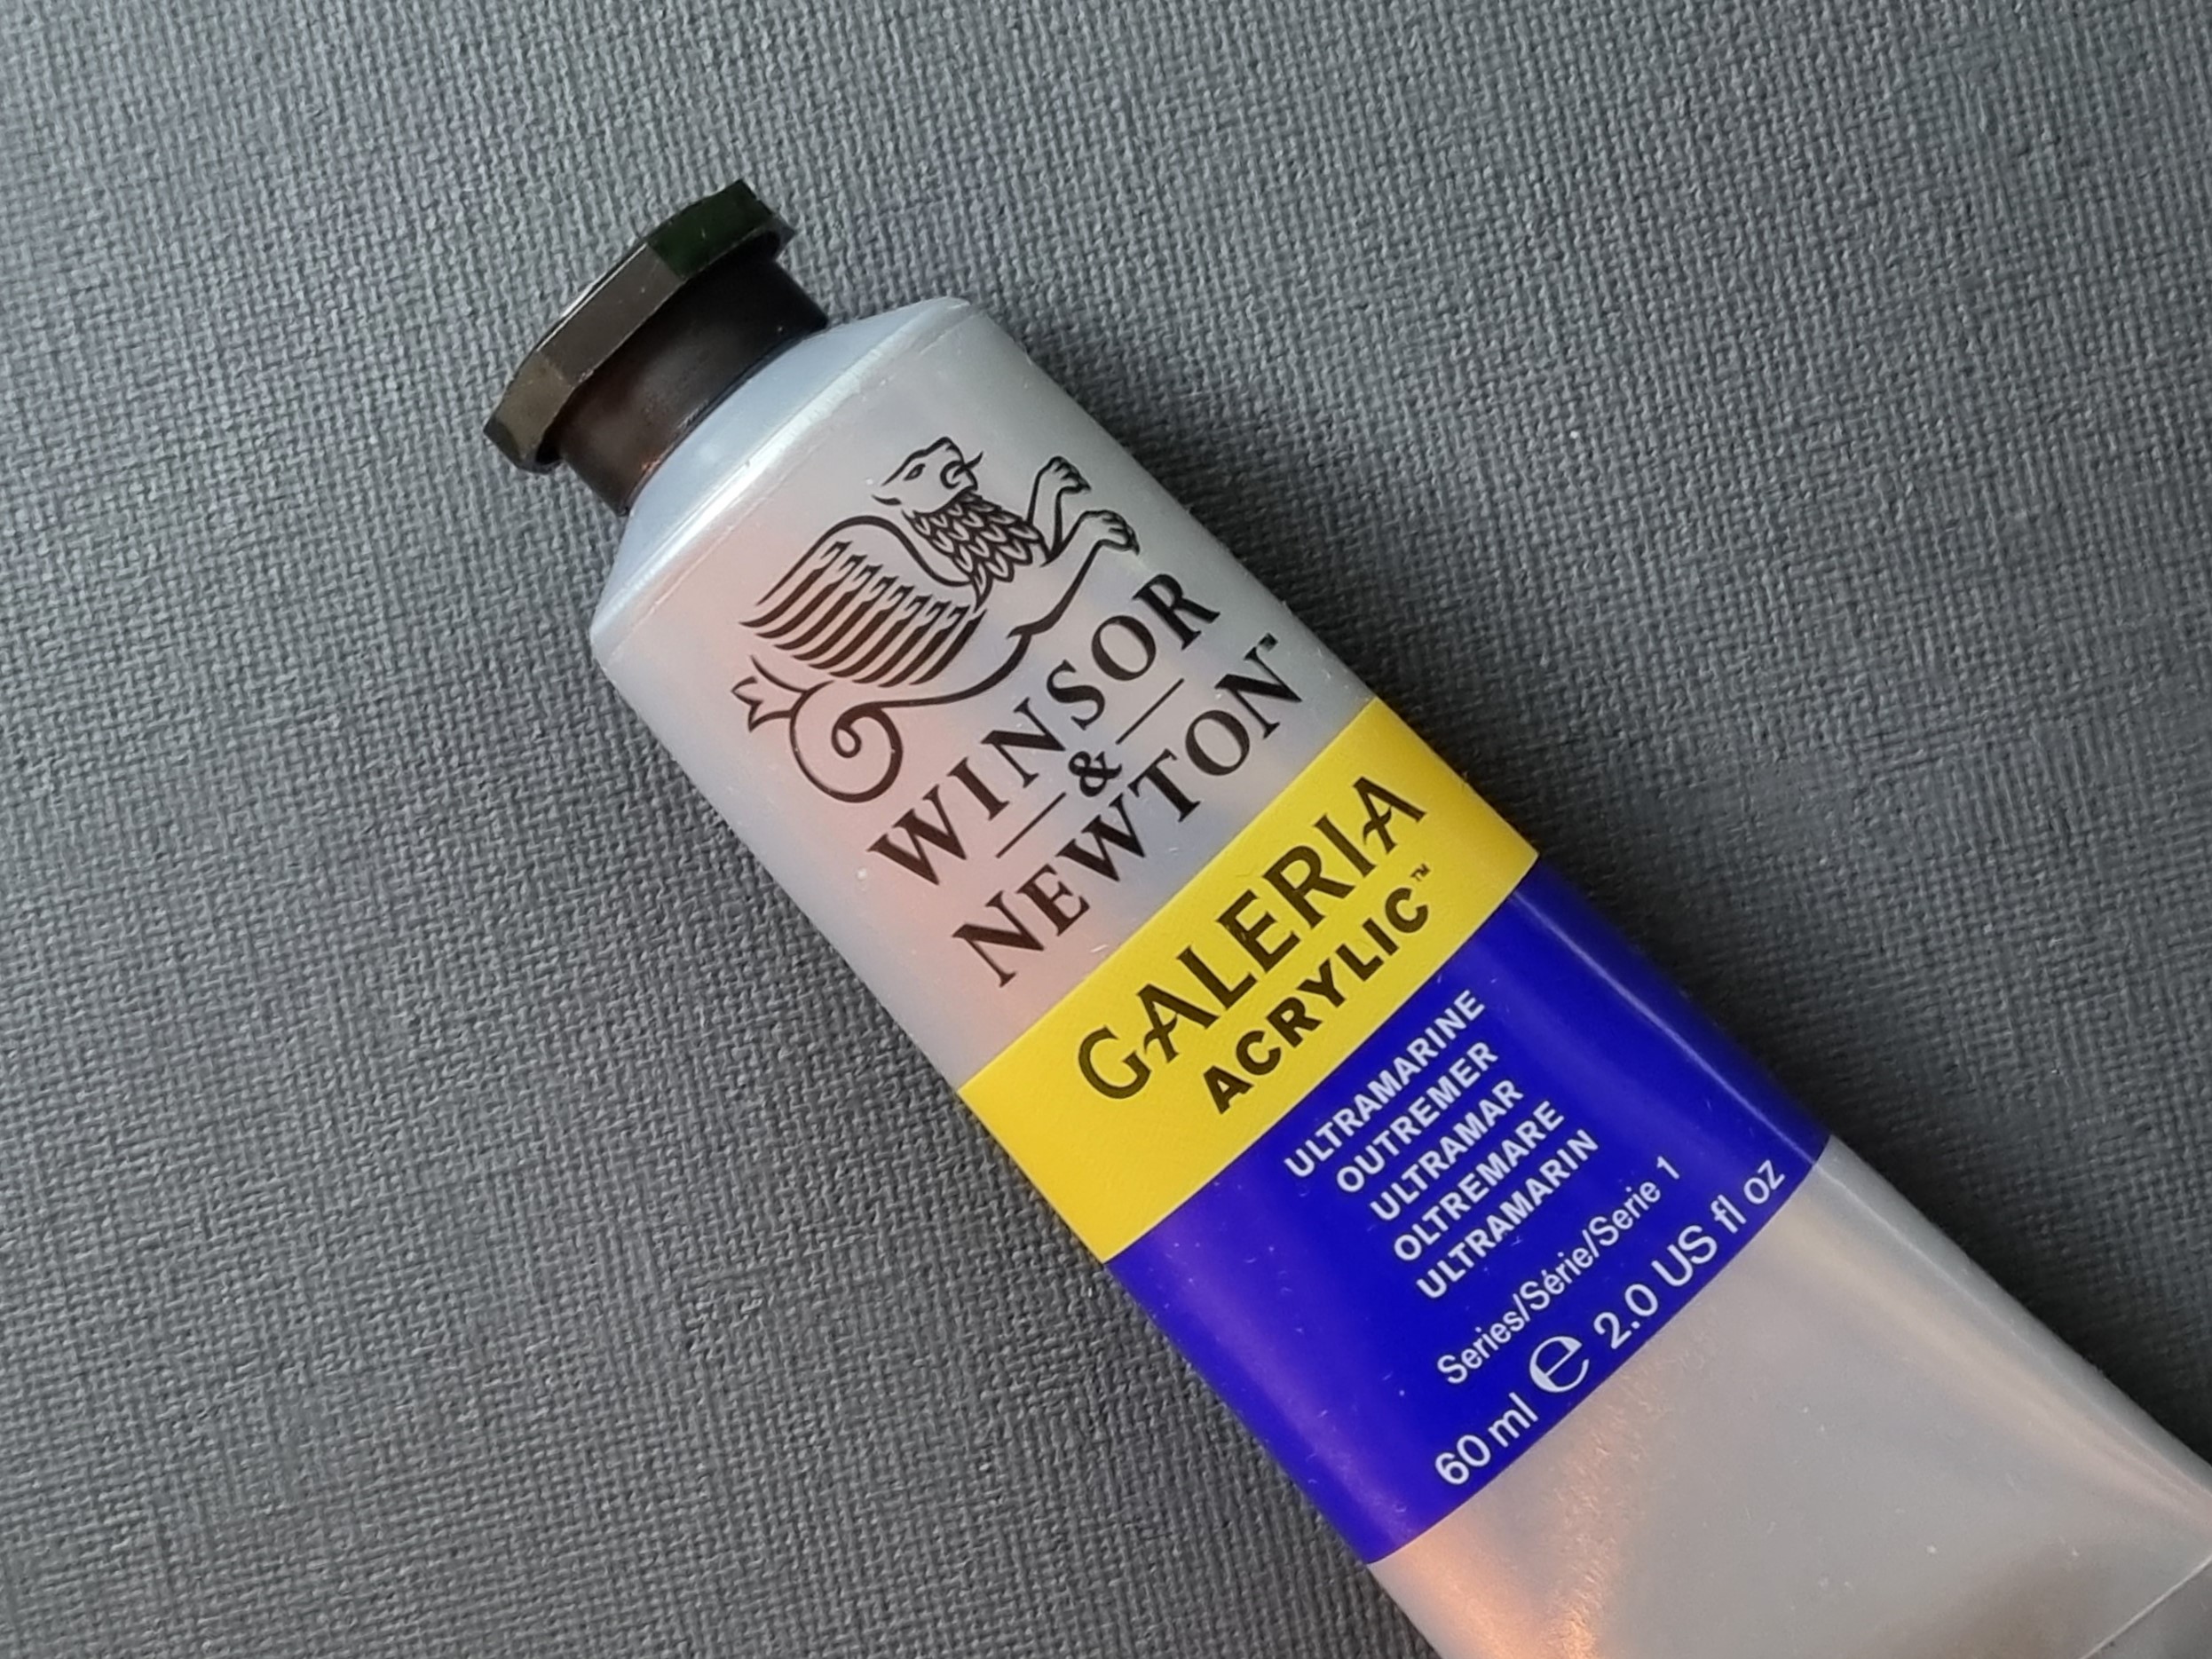 WINSOR
&
NEWTON™
GALERIA
ACRYLIC™
ULTRAMARINE
OUTREMER
ULTRAMAR
OLTREMARE
ULTRAMARIN
Series/Série/Serie 1
60 ml ℮ 2.0 US fl oz